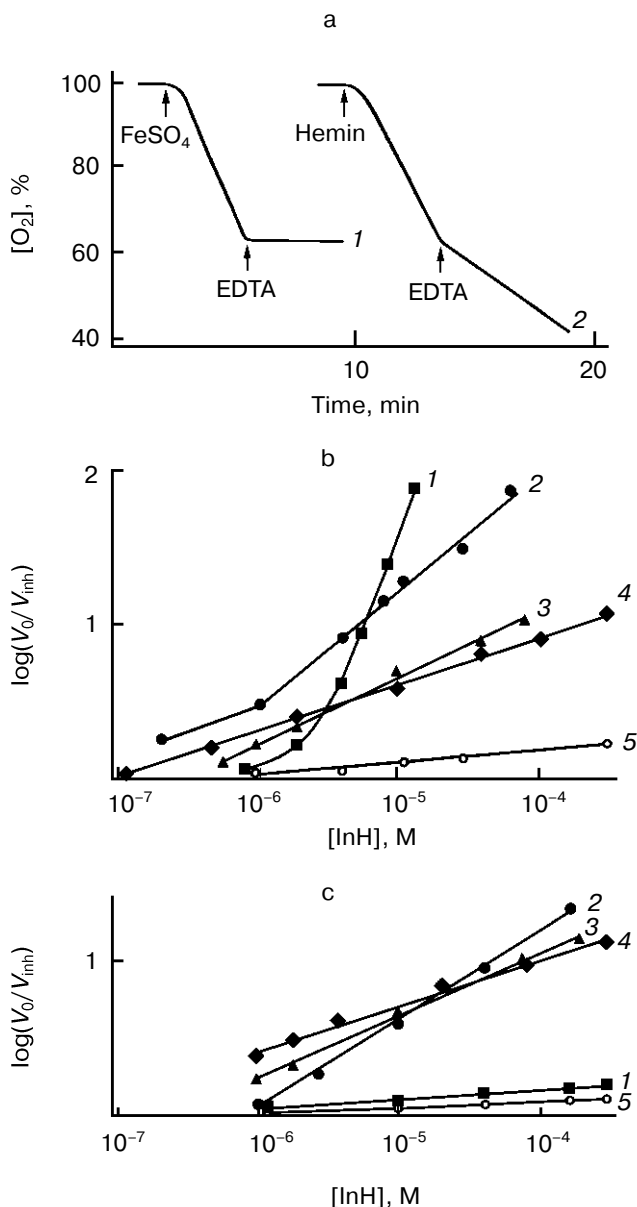 a
100
80
60
40
[O₂], %
FeSO₄
EDTA
1
Hemin
EDTA
2
10
20
Time, min
b
2
1
log(V₀/Vᵢₙₕ)
1
2
3
4
5
10⁻⁷
10⁻⁶
10⁻⁵
10⁻⁴
[InH], M
c
1
log(V₀/Vᵢₙₕ)
2
3
4
1
5
10⁻⁷
10⁻⁶
10⁻⁵
10⁻⁴
[InH], M